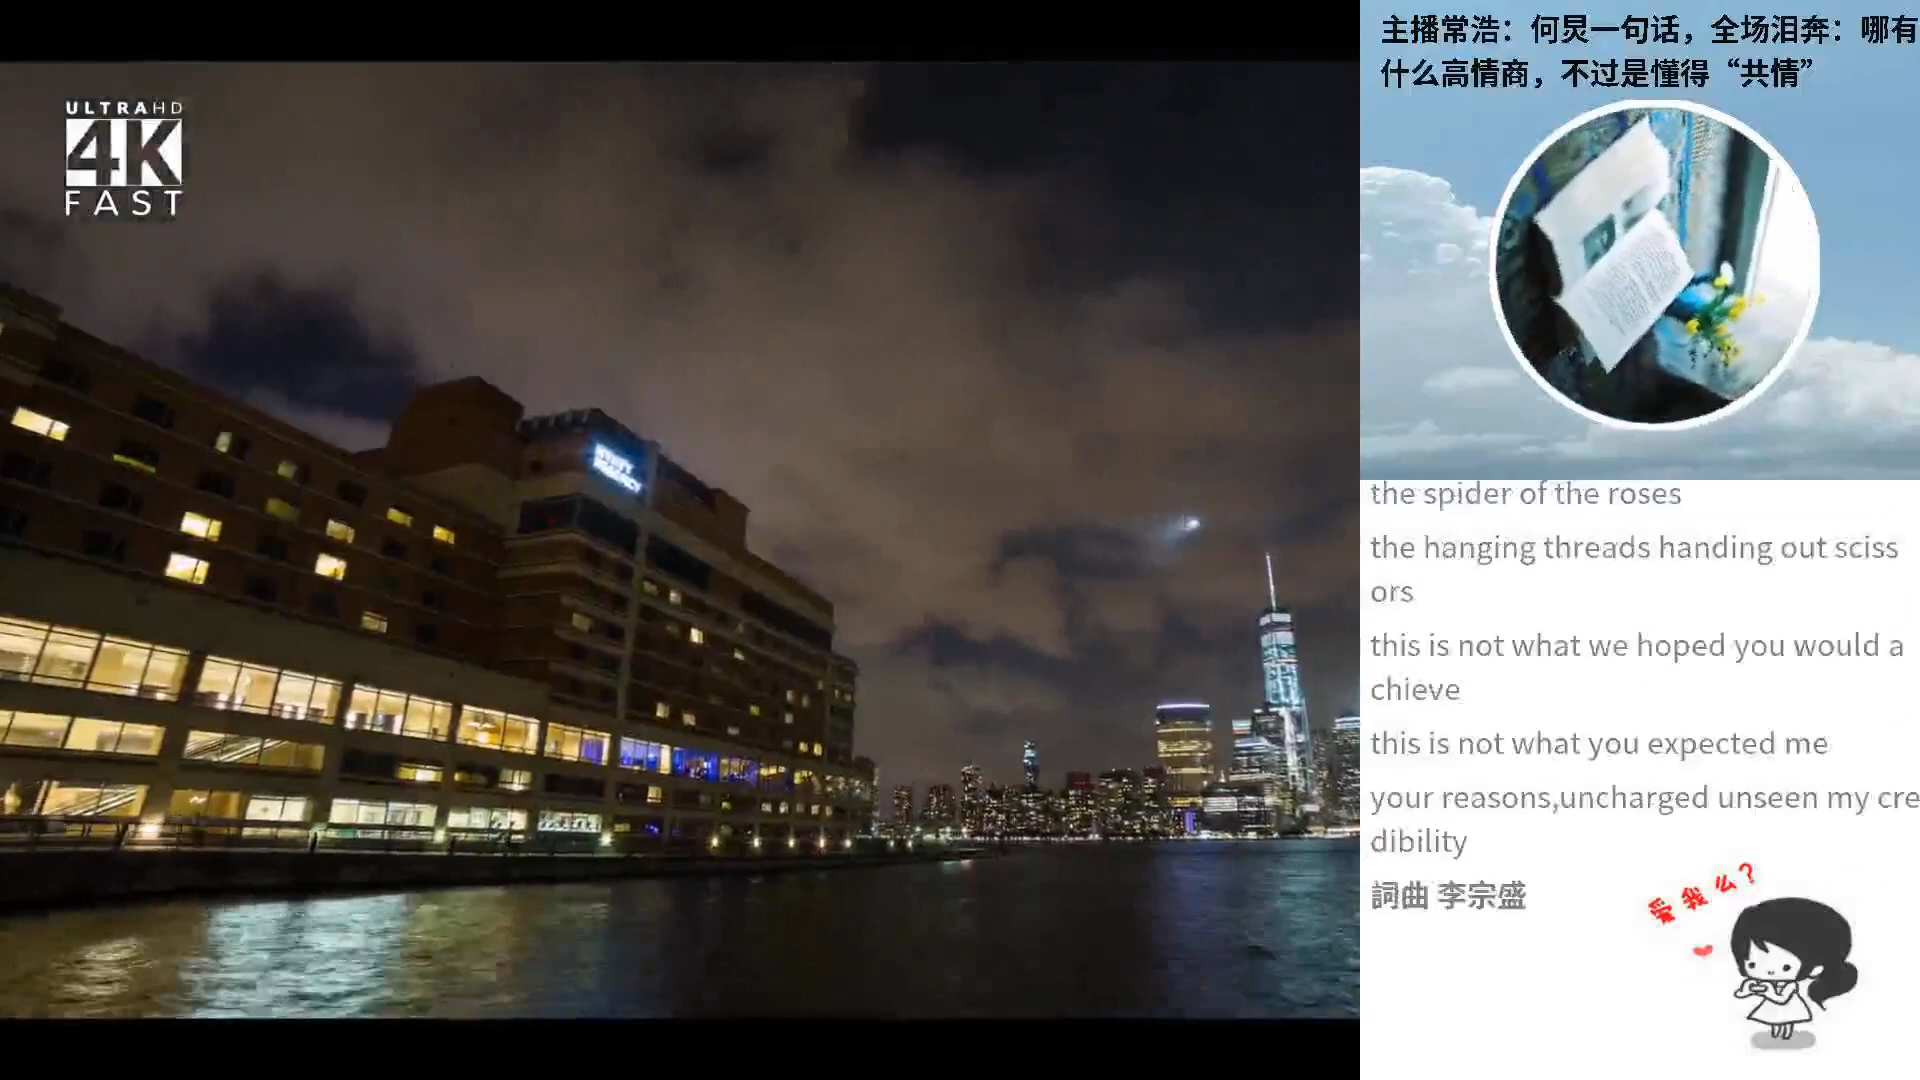 ULTRAHD
4K
FAST
HYATT
REGENCY
主播常浩：何炅一句话，全场泪奔：哪有
什么高情商，不过是懂得“共情”
the spider of the roses
the hanging threads handing out sciss
ors
this is not what we hoped you would a
chieve
this is not what you expected me
your reasons,uncharged unseen my cre
dibility
詞曲 李宗盛
爱我么？